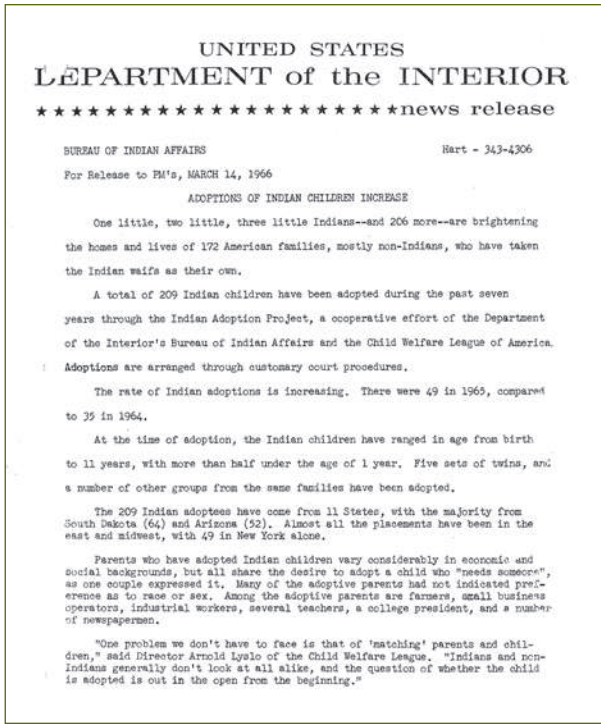 UNITED STATES
DEPARTMENT of the INTERIOR
★★★★★★★★★★★★★★★★★★★★★news release
BUREAU OF INDIAN AFFAIRS Hart - 343-4306
For Release to PM's, MARCH 14, 1966
ADOPTIONS OF INDIAN CHILDREN INCREASE
One little, two little, three little Indians--and 206 more--are brightening
the homes and lives of 172 American families, mostly non-Indians, who have taken
the Indian waifs as their own.
A total of 209 Indian children have been adopted during the past seven
years through the Indian Adoption Project, a cooperative effort of the Department
of the Interior's Bureau of Indian Affairs and the Child Welfare League of America.
Adoptions are arranged through customary court procedures.
The rate of Indian adoptions is increasing. There were 49 in 1965, compared
to 35 in 1964.
At the time of adoption, the Indian children have ranged in age from birth
to 11 years, with more than half under the age of 1 year. Five sets of twins, and
a number of other groups from the same families have been adopted.
The 209 Indian adoptees have come from 11 States, with the majority from
South Dakota (64) and Arizona (52). Almost all the placements have been in the
east and midwest, with 49 in New York alone.
Parents who have adopted Indian children vary considerably in economic and
social backgrounds, but all share the desire to adopt a child who "needs someone",
as one couple expressed it. Many of the adoptive parents had not indicated pref-
erence as to race or sex. Among the adoptive parents are farmers, small business
operators, industrial workers, several teachers, a college president, and a number
of newspapermen.
"One problem we don't have to face is that of 'matching' parents and chil-
dren," said Director Arnold Lyslo of the Child Welfare League. "Indians and non-
Indians generally don't look at all alike, and the question of whether the child
is adopted is out in the open from the beginning."